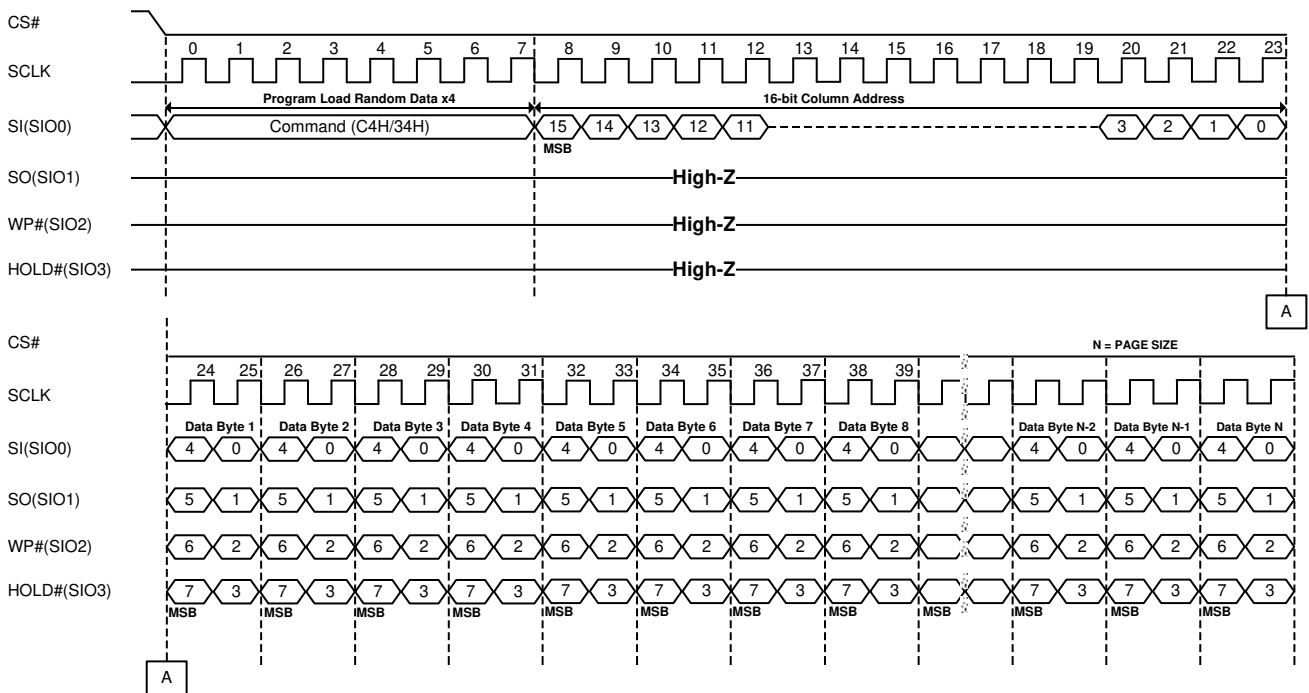 CS#
0 1 2 3 4 5 6 7 8 9 10 11 12 13 14 15 16 17 18 19 20 21 22 23
SCLK
Program Load Random Data x4 16-bit Column Address
SI(SIO0) Command (C4H/34H) 15 14 13 12 11 3 2 1 0
MSB
SO(SIO1) High-Z
WP#(SIO2) High-Z
HOLD#(SIO3) High-Z
A
CS# N = PAGE SIZE
24 25 26 27 28 29 30 31 32 33 34 35 36 37 38 39
SCLK
Data Byte 1 Data Byte 2 Data Byte 3 Data Byte 4 Data Byte 5 Data Byte 6 Data Byte 7 Data Byte 8 Data Byte N-2 Data Byte N-1 Data Byte N
SI(SIO0) 4 0 4 0 4 0 4 0 4 0 4 0 4 0 4 0 4 0 4 0 4 0
SO(SIO1) 5 1 5 1 5 1 5 1 5 1 5 1 5 1 5 1 5 1 5 1 5 1
WP#(SIO2) 6 2 6 2 6 2 6 2 6 2 6 2 6 2 6 2 6 2 6 2 6 2
HOLD#(SIO3) 7 3 7 3 7 3 7 3 7 3 7 3 7 3 7 3 7 3 7 3 7 3
MSB MSB MSB MSB MSB MSB MSB MSB MSB MSB MSB MSB
A